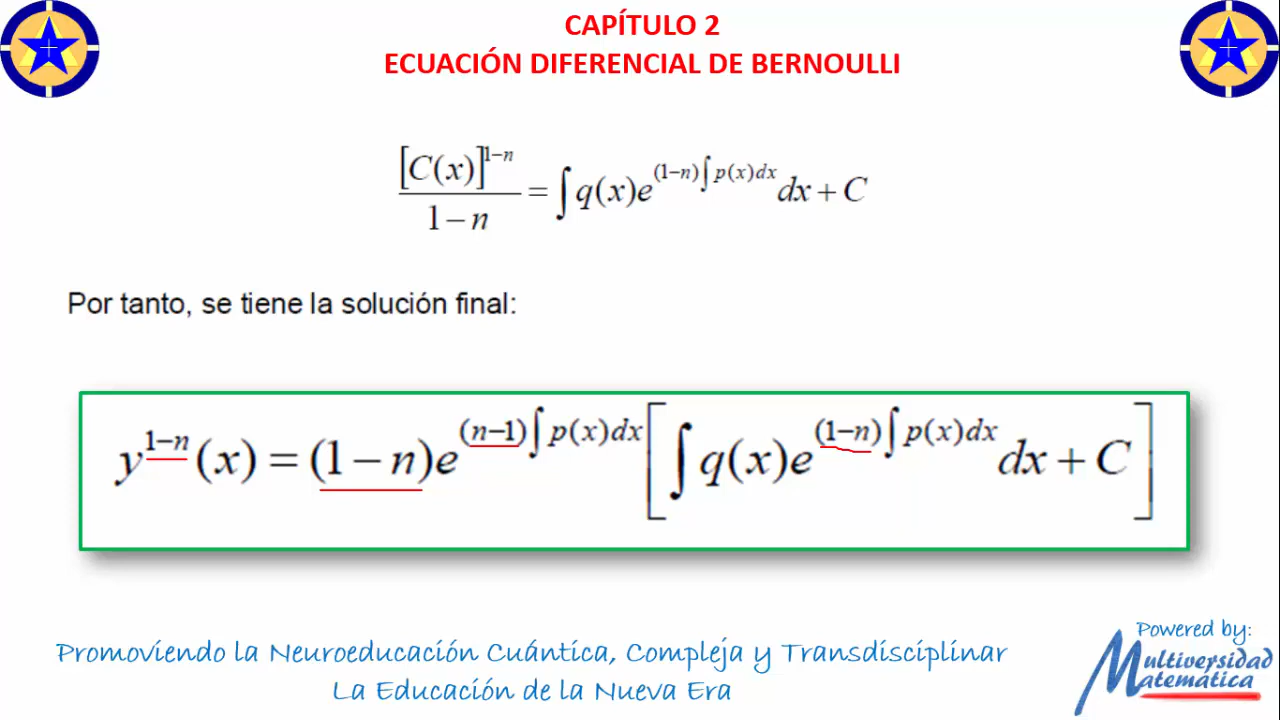 CAPÍTULO 2
ECUACIÓN DIFERENCIAL DE BERNOULLI
[C(x)]^{1−n} / (1−n) = ∫ q(x)e^{(1−n)∫ p(x)dx} dx + C
Por tanto, se tiene la solución final:
y^{1−n}(x) = (1−n)e^{(n−1)∫ p(x)dx} [∫ q(x)e^{(1−n)∫ p(x)dx} dx + C]
Promoviendo la Neuroeducación Cuántica, Compleja y Transdisciplinar
La Educación de la Nueva Era
Powered by:
Multiversidad
Matemática